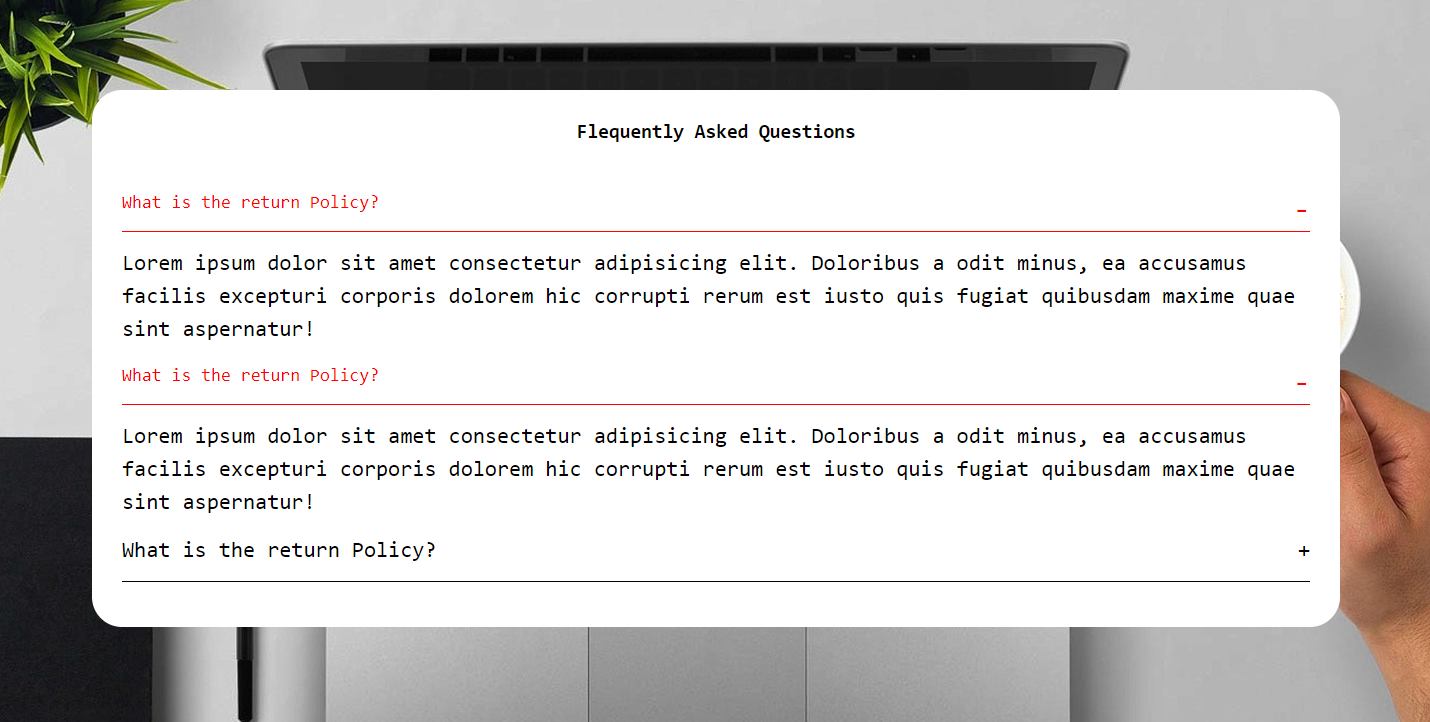 Flequently Asked Questions
What is the return Policy?
–
Lorem ipsum dolor sit amet consectetur adipisicing elit. Doloribus a odit minus, ea accusamus
facilis excepturi corporis dolorem hic corrupti rerum est iusto quis fugiat quibusdam maxime quae
sint aspernatur!
What is the return Policy?
–
Lorem ipsum dolor sit amet consectetur adipisicing elit. Doloribus a odit minus, ea accusamus
facilis excepturi corporis dolorem hic corrupti rerum est iusto quis fugiat quibusdam maxime quae
sint aspernatur!
What is the return Policy?
+